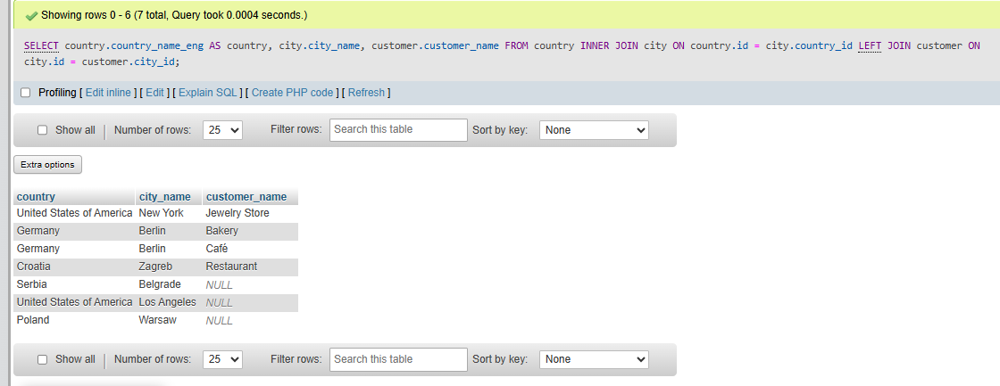 Showing rows 0 - 6 (7 total, Query took 0.0004 seconds.)
SELECT country.country_name_eng AS country, city.city_name, customer.customer_name FROM country INNER JOIN city ON country.id = city.country_id LEFT JOIN customer ON
city.id = customer.city_id;
Profiling [ Edit inline ] [ Edit ] [ Explain SQL ] [ Create PHP code ] [ Refresh ]
Show all | Number of rows: 25 Filter rows: Search this table Sort by key: None
Extra options
country city_name customer_name
United States of America New York Jewelry Store
Germany Berlin Bakery
Germany Berlin Café
Croatia Zagreb Restaurant
Serbia Belgrade NULL
United States of America Los Angeles NULL
Poland Warsaw NULL
Show all | Number of rows: 25 Filter rows: Search this table Sort by key: None